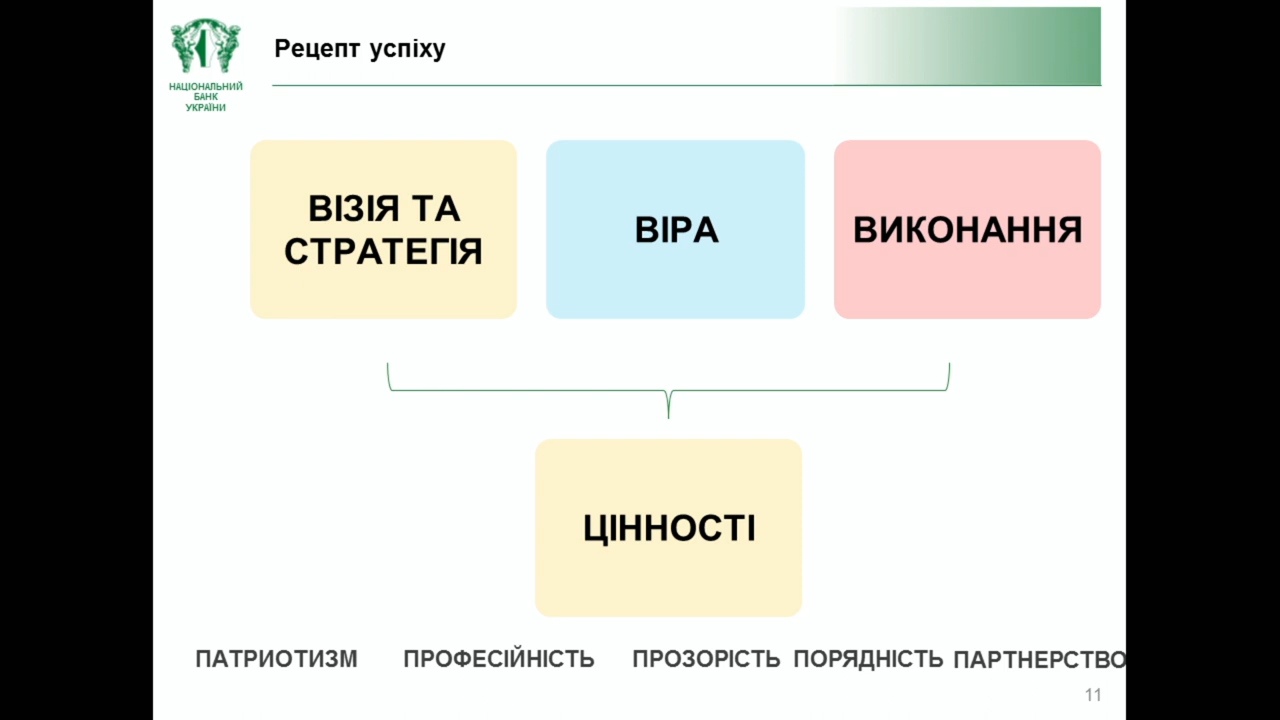 Рецепт успіху
НАЦІОНАЛЬНИЙ
БАНК
УКРАЇНИ
ВІЗІЯ ТА
СТРАТЕГІЯ
ВІРА
ВИКОНАННЯ
ЦІННОСТІ
ПАТРИОТИЗМ ПРОФЕСІЙНІСТЬ ПРОЗОРІСТЬ ПОРЯДНІСТЬ ПАРТНЕРСТВО
11